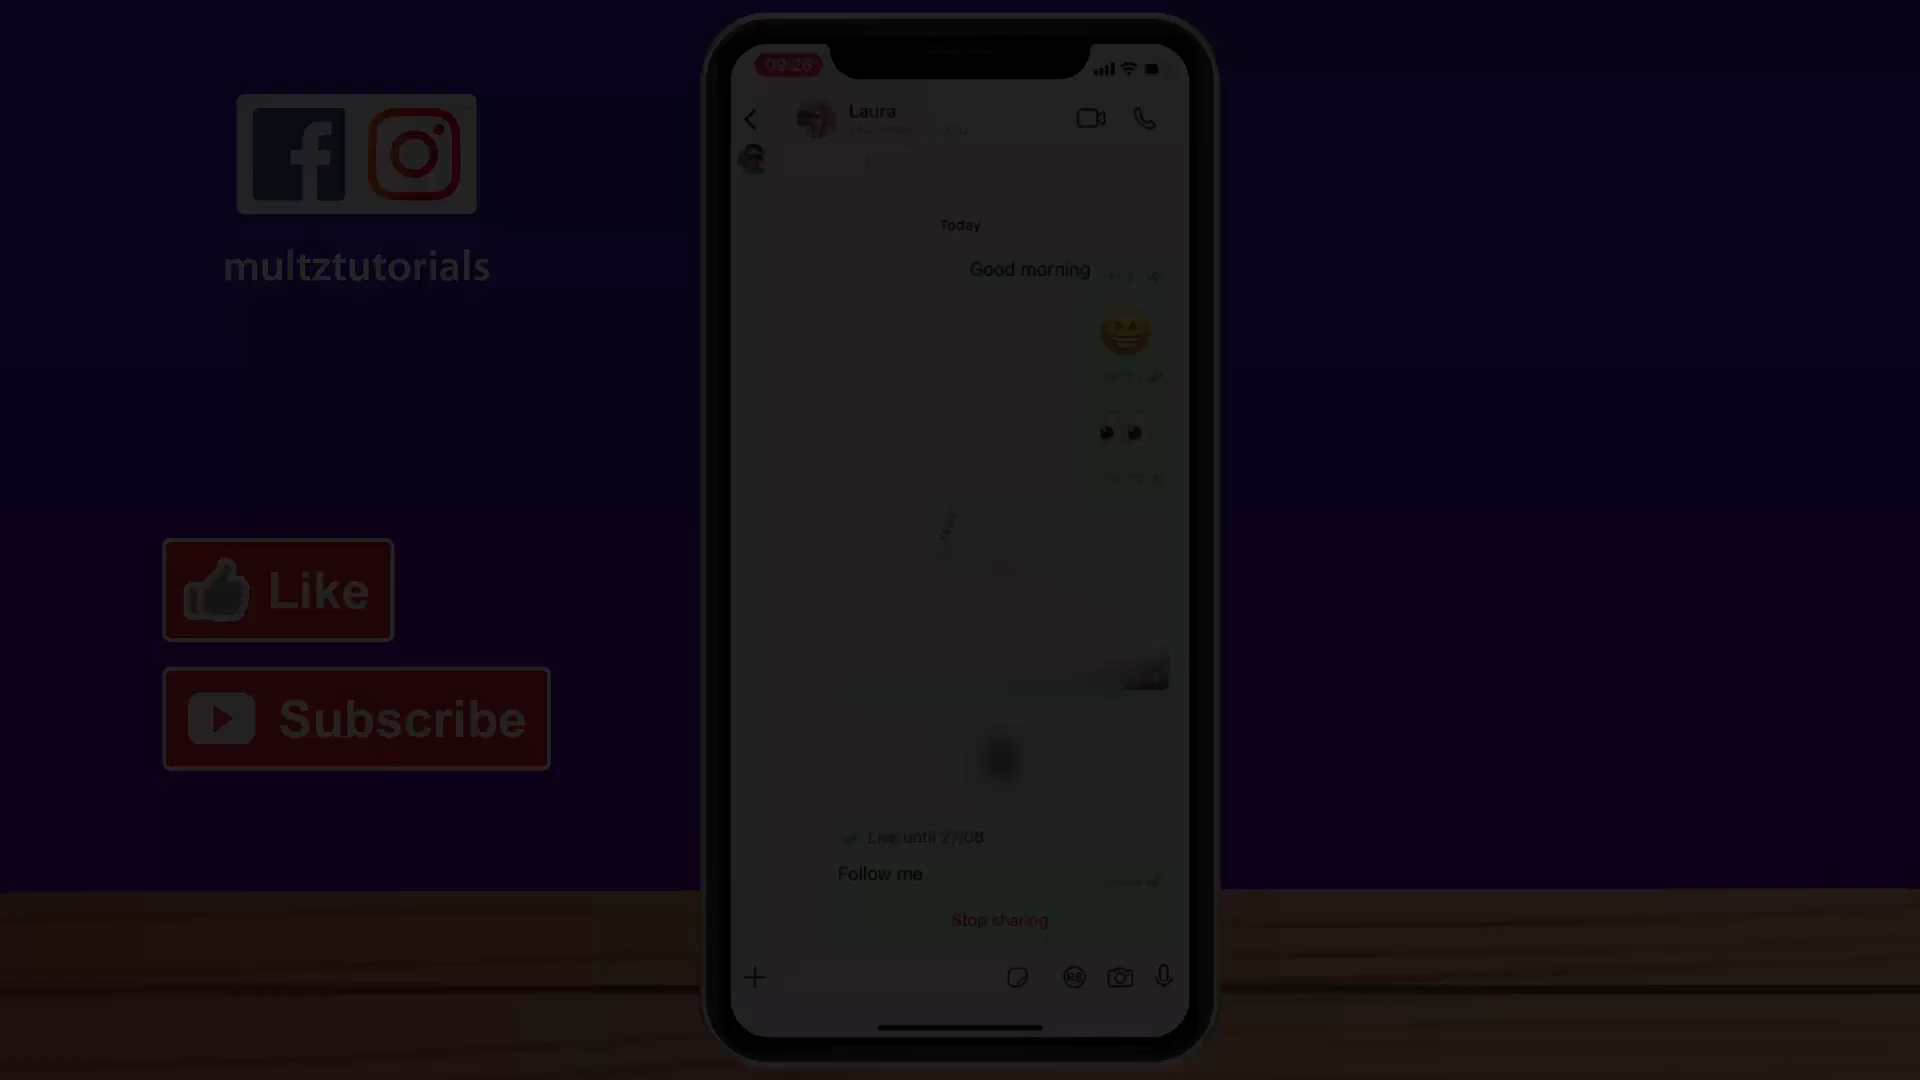 09:26
Laura
multztutorials
Today
Good morning
Like
Subscribe
Live until 27/08
Follow me
Stop sharing